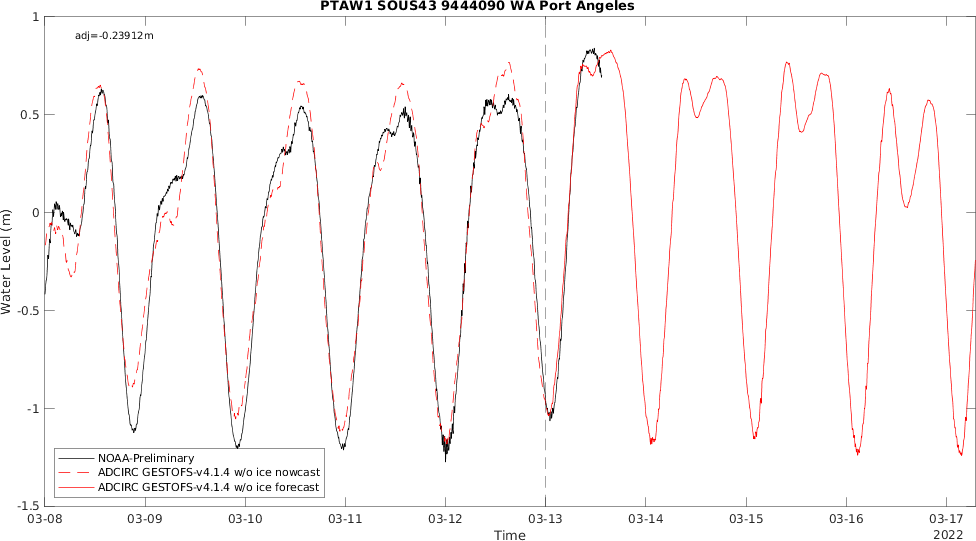 PTAW1 SOUS43 9444090 WA Port Angeles
adj=-0.23912m
1
0.5
0
-0.5
-1
-1.5
Water Level (m)
NOAA-Preliminary
ADCIRC GESTOFS-v4.1.4 w/o ice nowcast
ADCIRC GESTOFS-v4.1.4 w/o ice forecast
03-08 03-09 03-10 03-11 03-12 03-13 03-14 03-15 03-16 03-17
Time
2022